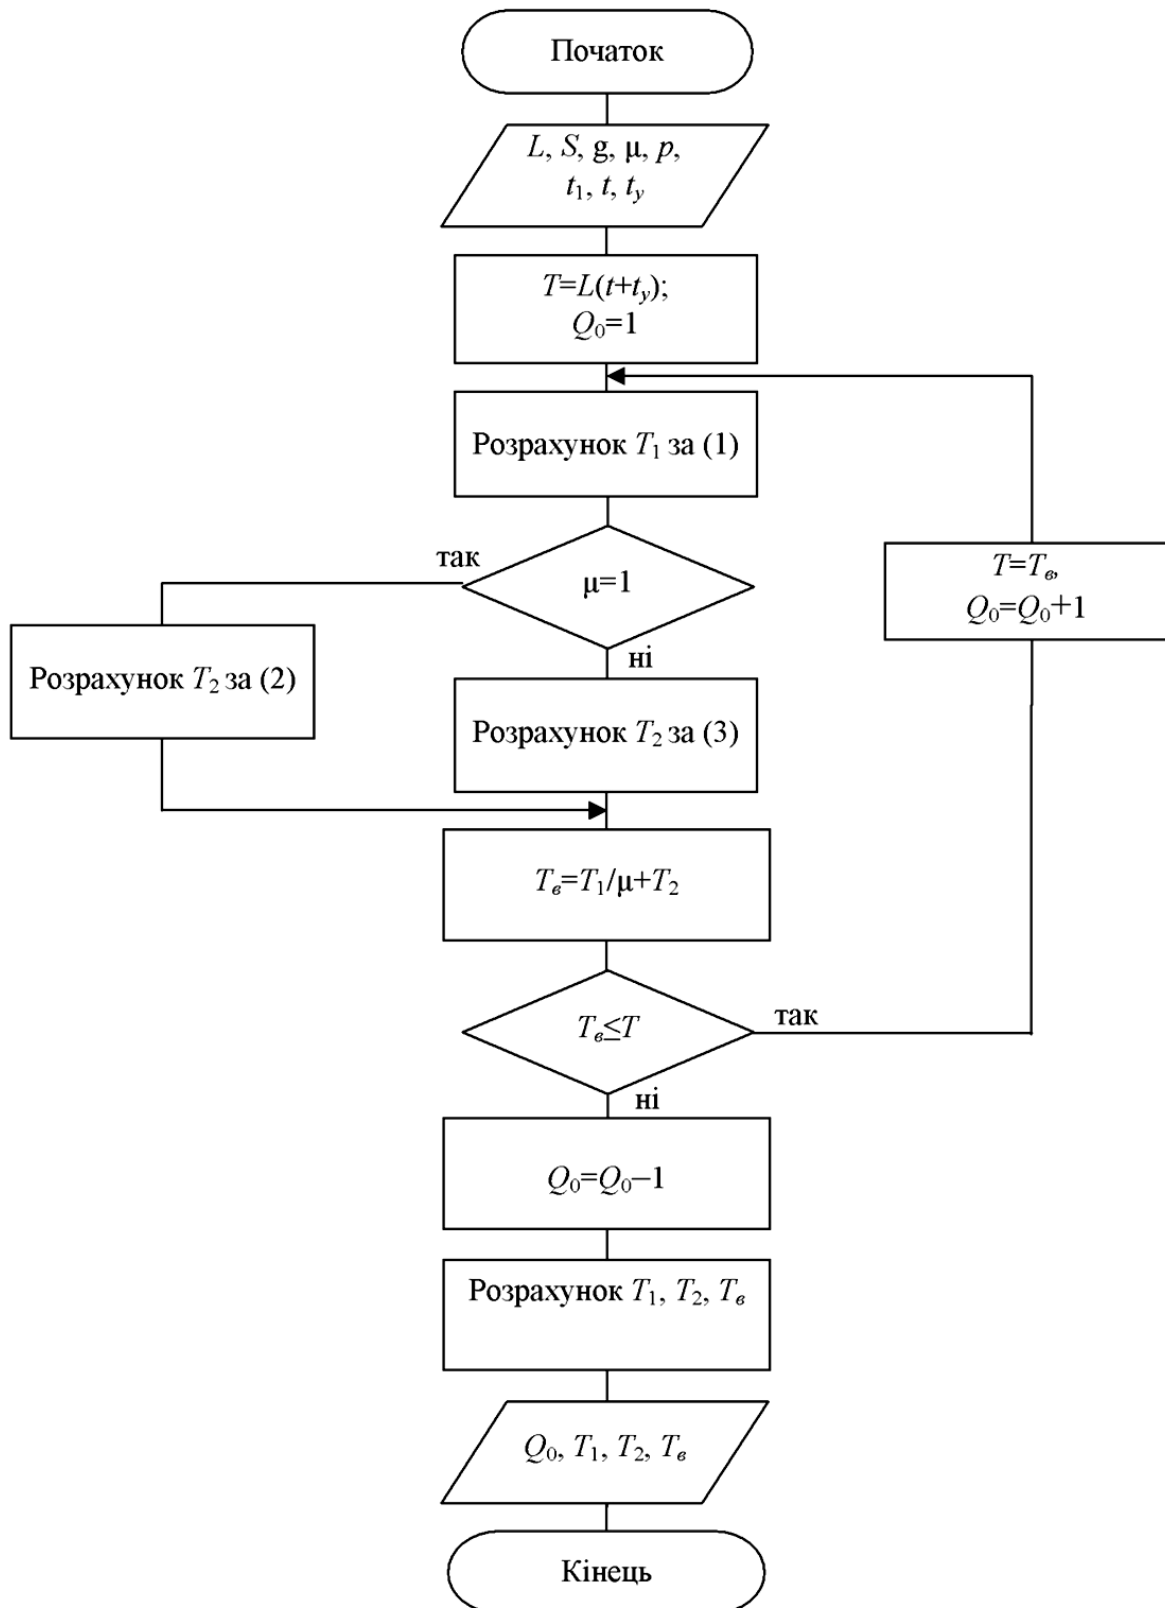 Початок
L, S, g, μ, p,
t₁, t, tᵧ
T=L(t+tᵧ);
Q₀=1
Розрахунок T₁ за (1)
так
μ=1
ні
Розрахунок T₂ за (2)
Розрахунок T₂ за (3)
T=Tв,
Q₀=Q₀+1
Tв=T₁/μ+T₂
Tв≤T
так
ні
Q₀=Q₀–1
Розрахунок T₁, T₂, Tв
Q₀, T₁, T₂, Tв
Кінець